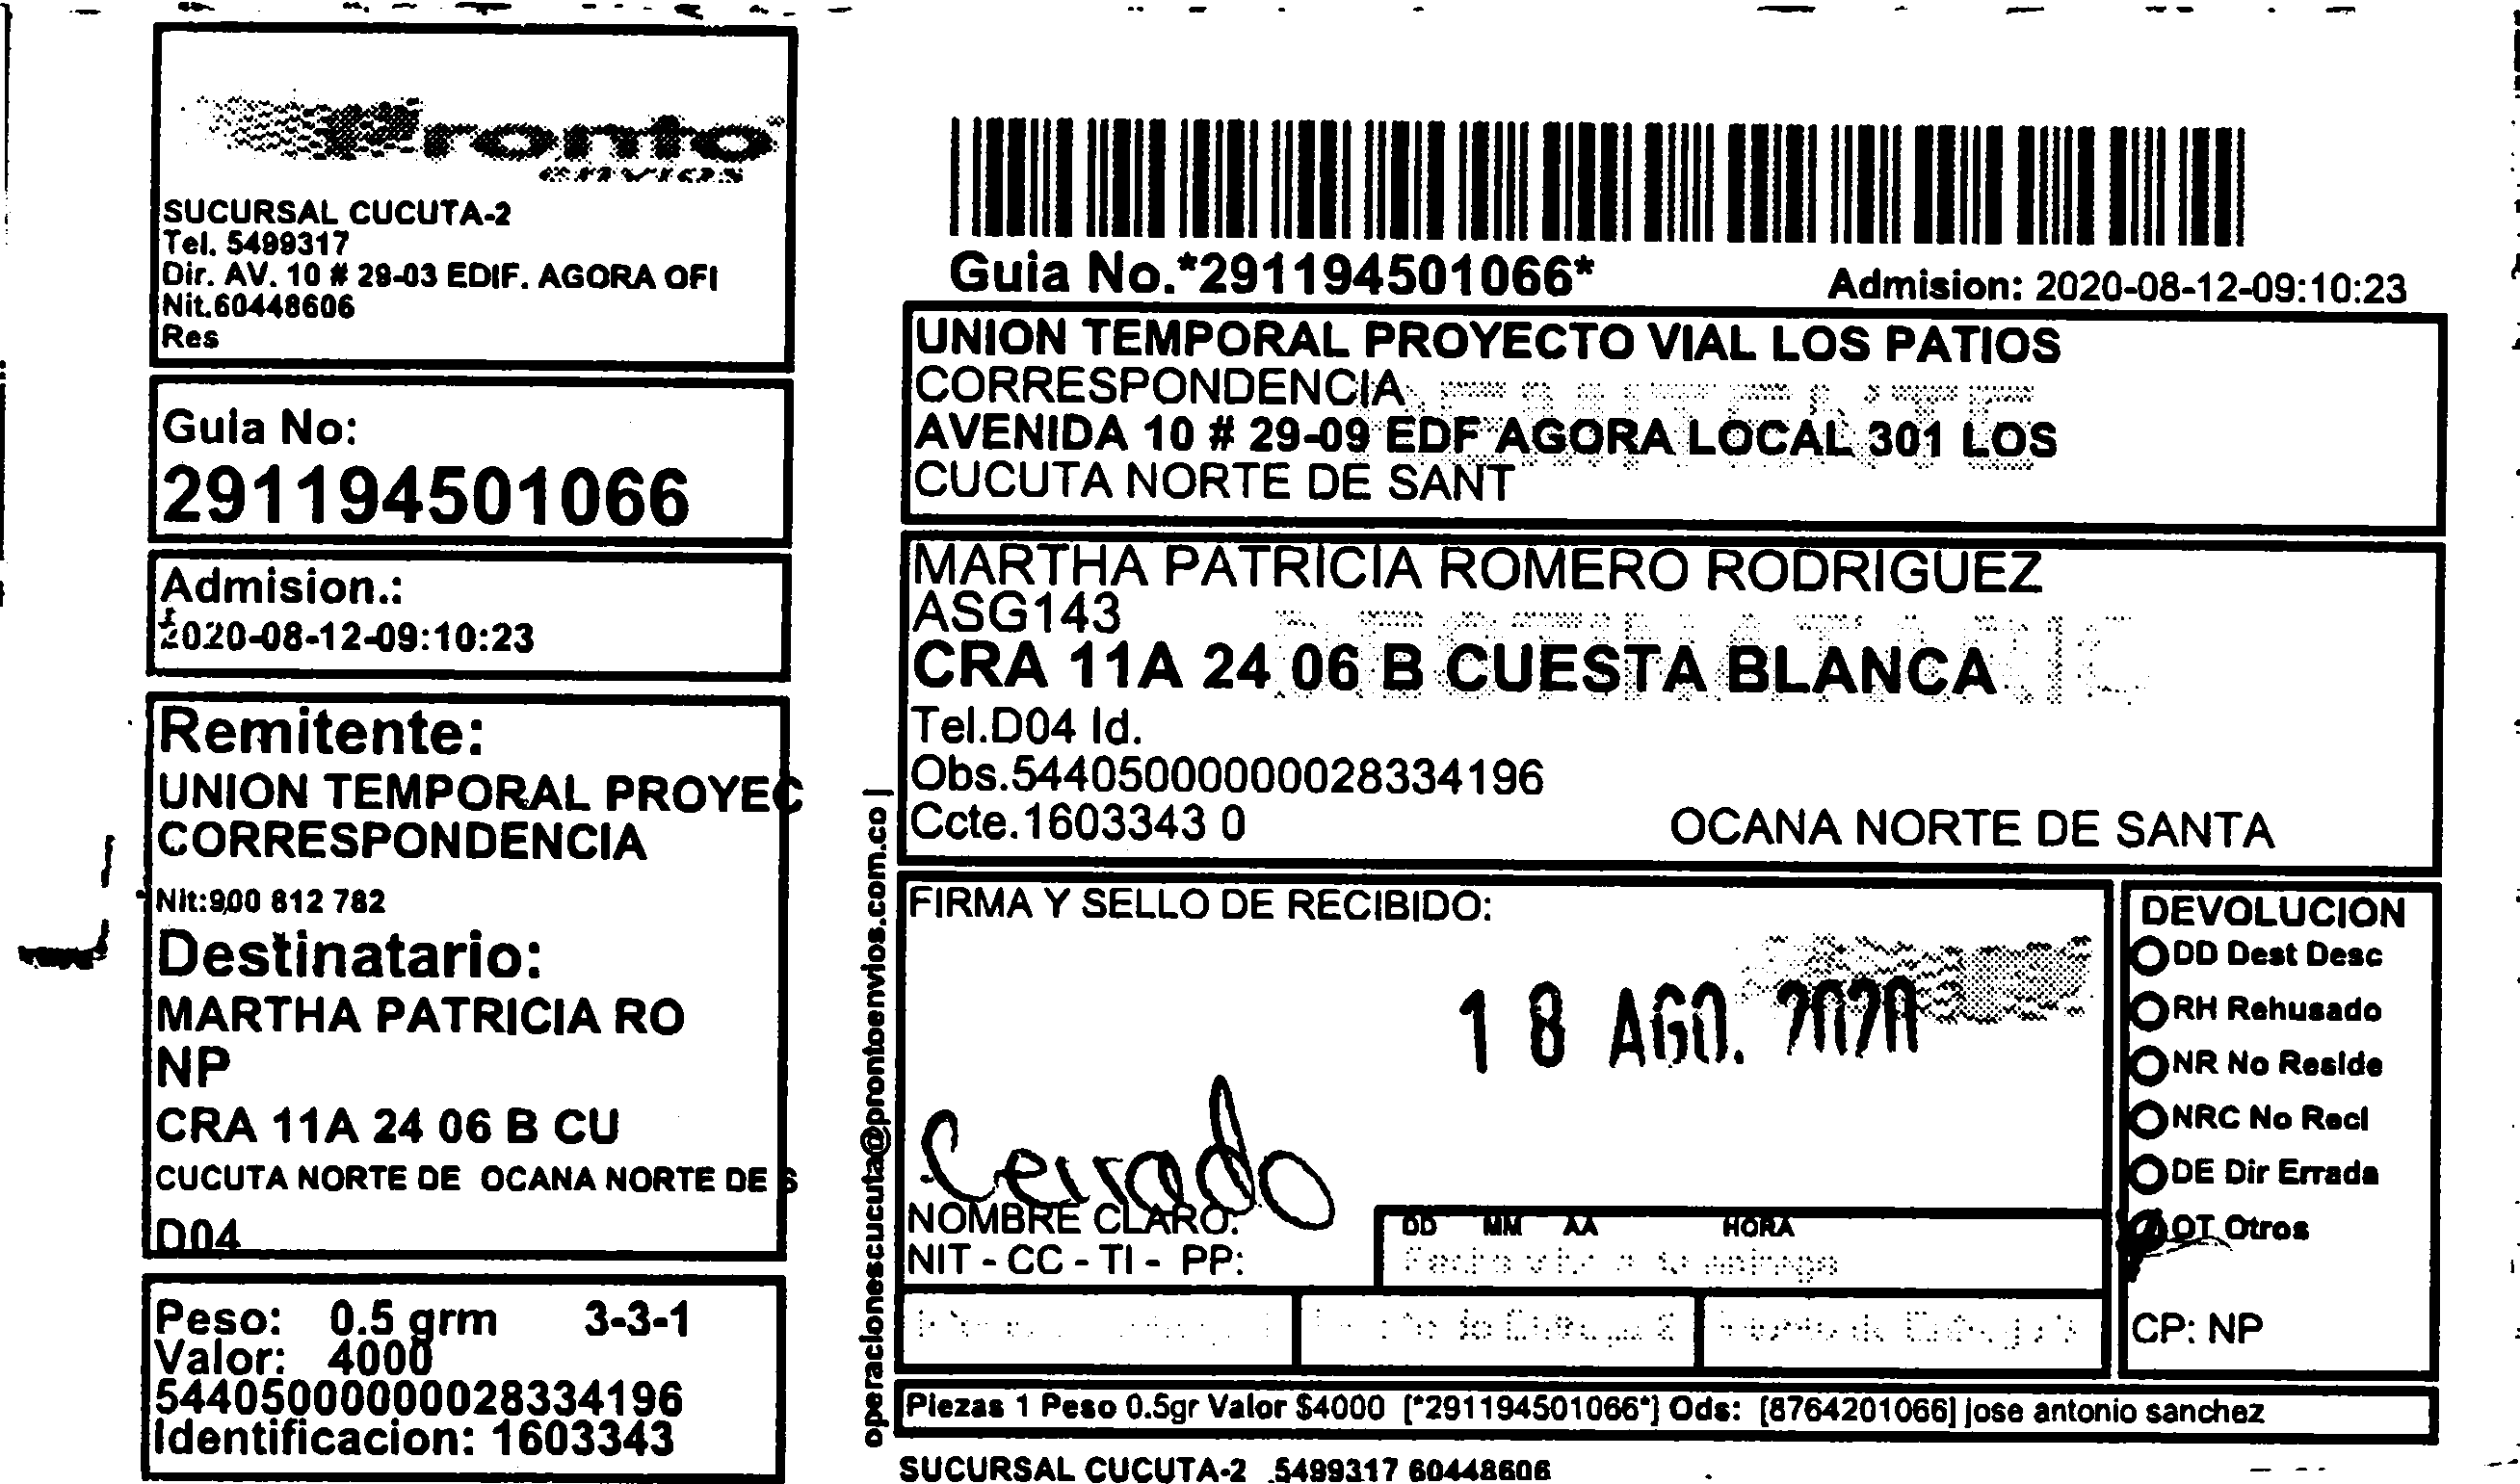 Pronto
envios
SUCURSAL CUCUTA-2
Tel. 5499317
Dir. AV. 10 # 29-03 EDIF. AGORA OFI
Nit.60448606
Res
Guia No:
291194501066
Admision.:
2020-08-12-09:10:23
Remitente:
UNION TEMPORAL PROYEC
CORRESPONDENCIA
Nit:900 812 782
Destinatario:
MARTHA PATRICIA RO
NP
CRA 11A 24 06 B CU
CUCUTA NORTE DE OCANA NORTE DE S
D04
Peso: 0.5 grm 3-3-1
Valor: 4000
544050000000028334196
Identificacion: 1603343
operacionescucuta@prontoenvios.com.co |
Guia No.*291194501066*
Admision: 2020-08-12-09:10:23
REMITENTE
UNION TEMPORAL PROYECTO VIAL LOS PATIOS
CORRESPONDENCIA
AVENIDA 10 # 29-09 EDF AGORA LOCAL 301 LOS
CUCUTA NORTE DE SANT
DESTINATARIO
MARTHA PATRICIA ROMERO RODRIGUEZ
ASG143
CRA 11A 24 06 B CUESTA BLANCA
Tel.D04 Id.
Obs.544050000000028334196
Ccte.1603343 0
OCANA NORTE DE SANTA
FIRMA Y SELLO DE RECIBIDO:
18 AGO. 2020
Cerrado
NOMBRE CLARO:
NIT - CC - TI - PP:
DD MM AA HORA
DEVOLUCION
DD Dest Desc
RH Rehusado
NR No Reside
NRC No Recl
DE Dir Errada
OT Otros
CP: NP
Piezas 1 Peso 0.5gr Valor $4000 [*291194501066*] Ods: [8764201066] jose antonio sanchez
SUCURSAL CUCUTA-2 5499317 60448606